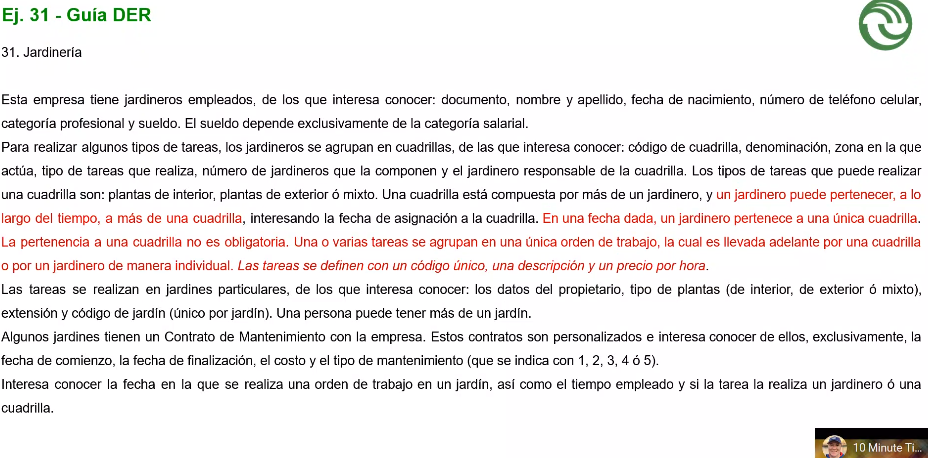 Ej. 31 - Guía DER
31. Jardinería
Esta empresa tiene jardineros empleados, de los que interesa conocer: documento, nombre y apellido, fecha de nacimiento, número de teléfono celular,
categoría profesional y sueldo. El sueldo depende exclusivamente de la categoría salarial.
Para realizar algunos tipos de tareas, los jardineros se agrupan en cuadrillas, de las que interesa conocer: código de cuadrilla, denominación, zona en la que
actúa, tipo de tareas que realiza, número de jardineros que la componen y el jardinero responsable de la cuadrilla. Los tipos de tareas que puede realizar
una cuadrilla son: plantas de interior, plantas de exterior ó mixto. Una cuadrilla está compuesta por más de un jardinero, y un jardinero puede pertenecer, a lo
largo del tiempo, a más de una cuadrilla, interesando la fecha de asignación a la cuadrilla. En una fecha dada, un jardinero pertenece a una única cuadrilla.
La pertenencia a una cuadrilla no es obligatoria. Una o varias tareas se agrupan en una única orden de trabajo, la cual es llevada adelante por una cuadrilla
o por un jardinero de manera individual. Las tareas se definen con un código único, una descripción y un precio por hora.
Las tareas se realizan en jardines particulares, de los que interesa conocer: los datos del propietario, tipo de plantas (de interior, de exterior ó mixto),
extensión y código de jardín (único por jardín). Una persona puede tener más de un jardín.
Algunos jardines tienen un Contrato de Mantenimiento con la empresa. Estos contratos son personalizados e interesa conocer de ellos, exclusivamente, la
fecha de comienzo, la fecha de finalización, el costo y el tipo de mantenimiento (que se indica con 1, 2, 3, 4 ó 5).
Interesa conocer la fecha en la que se realiza una orden de trabajo en un jardín, así como el tiempo empleado y si la tarea la realiza un jardinero ó una
cuadrilla.
10 Minute Ti...